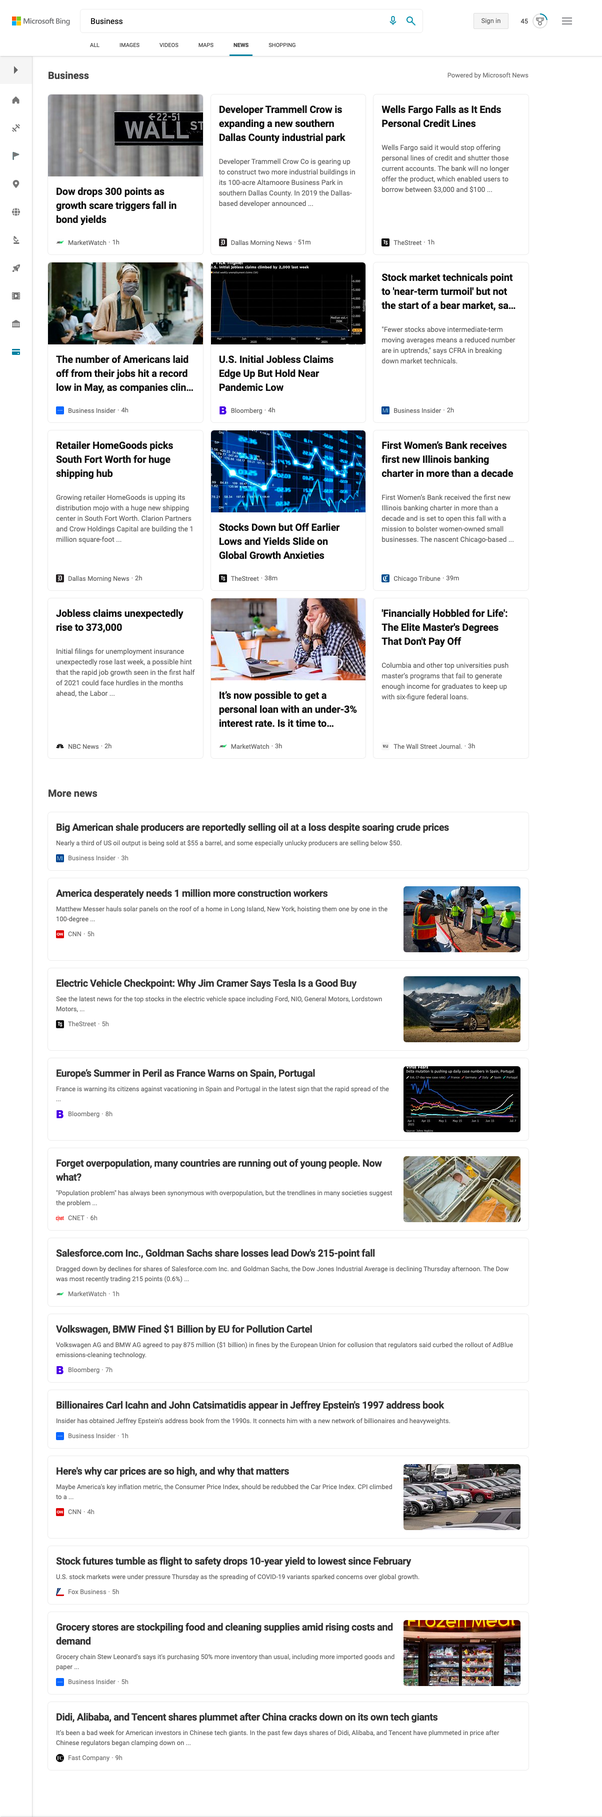 Microsoft Bing
Business
Sign in
45
ALL
IMAGES
VIDEOS
MAPS
NEWS
SHOPPING
Business
Powered by Microsoft News
←22-51
WALL ST
Dow drops 300 points as
growth scare triggers fall in
bond yields
MarketWatch · 1h
Developer Trammell Crow is
expanding a new southern
Dallas County industrial park
Developer Trammell Crow Co is gearing up
to construct two more industrial buildings in
its 100-acre Altamoore Business Park in
southern Dallas County. In 2019 the Dallas-
based developer announced ...
Dallas Morning News · 51m
Wells Fargo Falls as It Ends
Personal Credit Lines
Wells Fargo said it would stop offering
personal lines of credit and shutter those
current accounts. The bank will no longer
offer the product, which enabled users to
borrow between $3,000 and $100 ...
TheStreet · 1h
The number of Americans laid
off from their jobs hit a record
low in May, as companies clin...
Business Insider · 4h
U.S. initial jobless claims climbed by 2,000 last week
U.S. Initial Jobless Claims
Edge Up But Hold Near
Pandemic Low
Bloomberg · 4h
Stock market technicals point
to 'near-term turmoil' but not
the start of a bear market, sa...
"Fewer stocks above intermediate-term
moving averages means a reduced number
are in uptrends," says CFRA in breaking
down market technicals.
Business Insider · 2h
Retailer HomeGoods picks
South Fort Worth for huge
shipping hub
Growing retailer HomeGoods is upping its
distribution mojo with a huge new shipping
center in South Fort Worth. Clarion Partners
and Crow Holdings Capital are building the 1
million square-foot ...
Dallas Morning News · 2h
Stocks Down but Off Earlier
Lows and Yields Slide on
Global Growth Anxieties
TheStreet · 38m
First Women's Bank receives
first new Illinois banking
charter in more than a decade
First Women's Bank received the first new
Illinois banking charter in more than a
decade and is set to open this fall with a
mission to bolster women-owned small
businesses. The nascent Chicago-based ...
Chicago Tribune · 39m
Jobless claims unexpectedly
rise to 373,000
Initial filings for unemployment insurance
unexpectedly rose last week, a possible hint
that the rapid job growth seen in the first half
of 2021 could face hurdles in the months
ahead, the Labor ...
NBC News · 2h
It's now possible to get a
personal loan with an under-3%
interest rate. Is it time to...
MarketWatch · 3h
'Financially Hobbled for Life':
The Elite Master's Degrees
That Don't Pay Off
Columbia and other top universities push
master's programs that fail to generate
enough income for graduates to keep up
with six-figure federal loans.
The Wall Street Journal. · 3h
More news
Big American shale producers are reportedly selling oil at a loss despite soaring crude prices
Nearly a third of US oil output is being sold at $55 a barrel, and some especially unlucky producers are selling below $50.
Business Insider · 3h
America desperately needs 1 million more construction workers
Matthew Messer hauls solar panels on the roof of a home in Long Island, New York, hoisting them one by one in the
100-degree ...
CNN · 5h
Electric Vehicle Checkpoint: Why Jim Cramer Says Tesla Is a Good Buy
See the latest news for the top stocks in the electric vehicle space including Ford, NIO, General Motors, Lordstown
Motors, ...
TheStreet · 5h
Europe's Summer in Peril as France Warns on Spain, Portugal
France is warning its citizens against vacationing in Spain and Portugal in the latest sign that the rapid spread of the
...
Bloomberg · 8h
Delta mutation is pushing up daily case numbers in Spain, Portugal
Forget overpopulation, many countries are running out of young people. Now
what?
"Population problem" has always been synonymous with overpopulation, but the trendlines in many societies suggest
the problem ...
CNET · 6h
Salesforce.com Inc., Goldman Sachs share losses lead Dow's 215-point fall
Dragged down by declines for shares of Salesforce.com Inc. and Goldman Sachs, the Dow Jones Industrial Average is declining Thursday afternoon. The Dow
was most recently trading 215 points (0.6%) ...
MarketWatch · 1h
Volkswagen, BMW Fined $1 Billion by EU for Pollution Cartel
Volkswagen AG and BMW AG agreed to pay 875 million ($1 billion) in fines by the European Union for collusion that regulators said curbed the rollout of AdBlue
emissions-cleaning technology.
Bloomberg · 7h
Billionaires Carl Icahn and John Catsimatidis appear in Jeffrey Epstein's 1997 address book
Insider has obtained Jeffrey Epstein's address book from the 1990s. It connects him with a new network of billionaires and heavyweights.
Business Insider · 1h
Here's why car prices are so high, and why that matters
Maybe America's key inflation metric, the Consumer Price Index, should be redubbed the Car Price Index. CPI climbed
to a ...
CNN · 4h
Stock futures tumble as flight to safety drops 10-year yield to lowest since February
U.S. stock markets were under pressure Thursday as the spreading of COVID-19 variants sparked concerns over global growth.
Fox Business · 5h
Grocery stores are stockpiling food and cleaning supplies amid rising costs and
demand
Grocery chain Stew Leonard's says it's purchasing 50% more inventory than usual, including more imported goods and
paper ...
Business Insider · 5h
Frozen Meal
Didi, Alibaba, and Tencent shares plummet after China cracks down on its own tech giants
It's been a bad week for American investors in Chinese tech giants. In the past few days shares of Didi, Alibaba, and Tencent have plummeted in price after
Chinese regulators began clamping down on ...
Fast Company · 9h